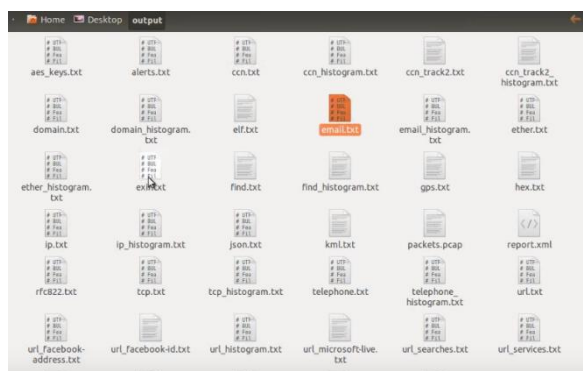 Home Desktop output
aes_keys.txt alerts.txt ccn.txt ccn_histogram.txt ccn_track2.txt ccn_track2_
histogram.txt
domain.txt domain_histogram. elf.txt email.txt email_histogram. ether.txt
txt txt
ether_histogram. exif.txt find.txt find_histogram.txt gps.txt hex.txt
txt
ip.txt ip_histogram.txt json.txt kml.txt packets.pcap report.xml
rfc822.txt tcp.txt tcp_histogram.txt telephone.txt telephone_ url.txt
histogram.txt
url_facebook- url_facebook-id.txt url_histogram.txt url_microsoft-live. url_searches.txt url_services.txt
address.txt txt